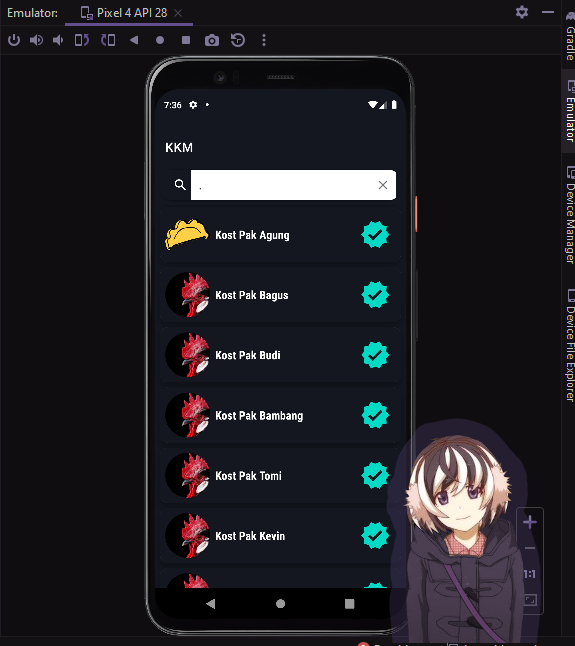 Emulator:
Pixel 4 API 28
7:36
KKM
.
Kost Pak Agung
Kost Pak Bagus
Kost Pak Budi
Kost Pak Bambang
Kost Pak Tomi
Kost Pak Kevin
1:1
Gradle
Emulator
Device Manager
Device File Explorer